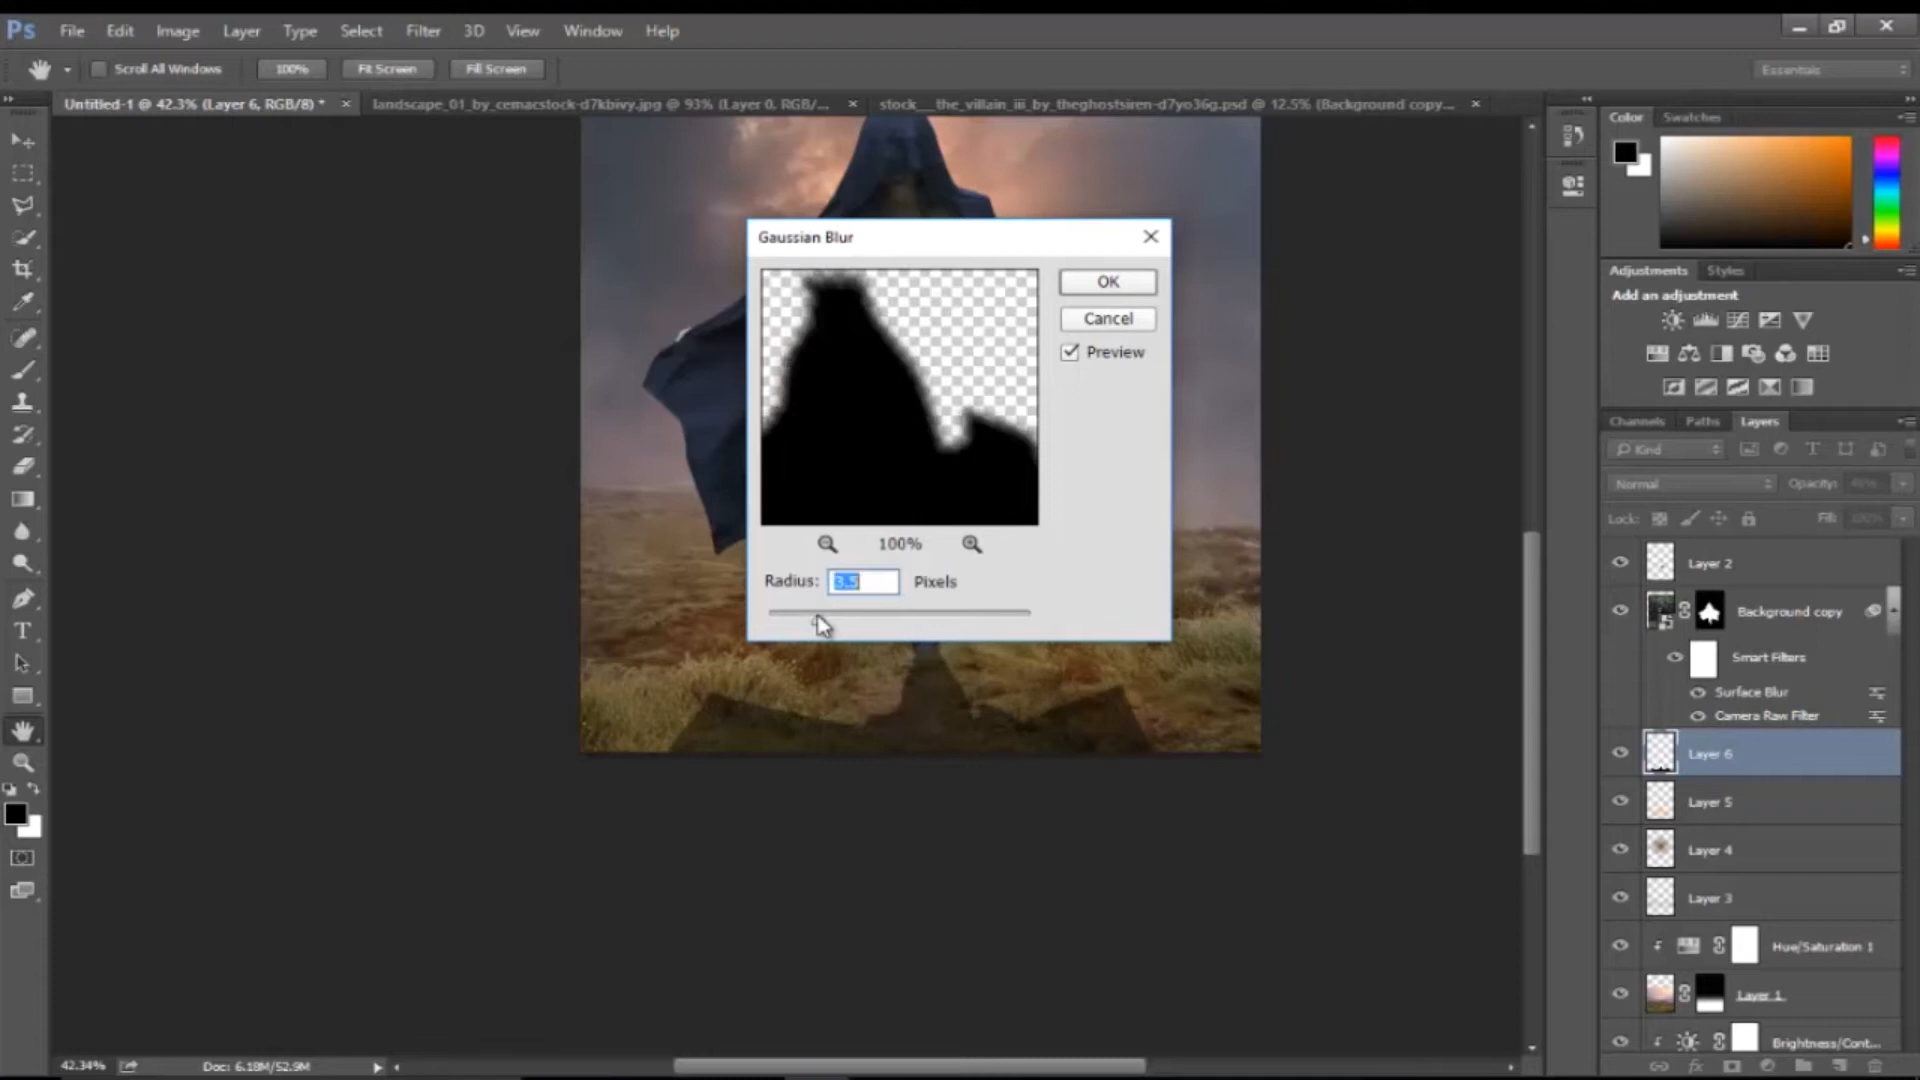 Ps File Edit Image Layer Type Select Filter 3D View Window Help
Scroll All Windows 100% Fit Screen Fill Screen Essentials
Untitled-1 @ 42.3% (Layer 6, RGB/8) * × landscape_01_by_cemacstock-d7kbivy.jpg @ 93% (Layer 0, RGB/... × stock__the_villain_iii_by_theghostsiren-d7yo36g.psd @ 12.5% (Background copy... ×
Color Swatches
Gaussian Blur
OK
Cancel
Preview
100%
Radius: 3.5 Pixels
Adjustments Styles
Add an adjustment
Channels Paths Layers
Kind
Normal Opacity:
Lock: Fill: 100%
Layer 2
Background copy
Smart Filters
Surface Blur
Camera Raw Filter
Layer 6
Layer 5
Layer 4
Layer 3
Hue/Saturation 1
Layer 1
Brightness/Cont...
42.34% Doc: 6.18M/52.9M